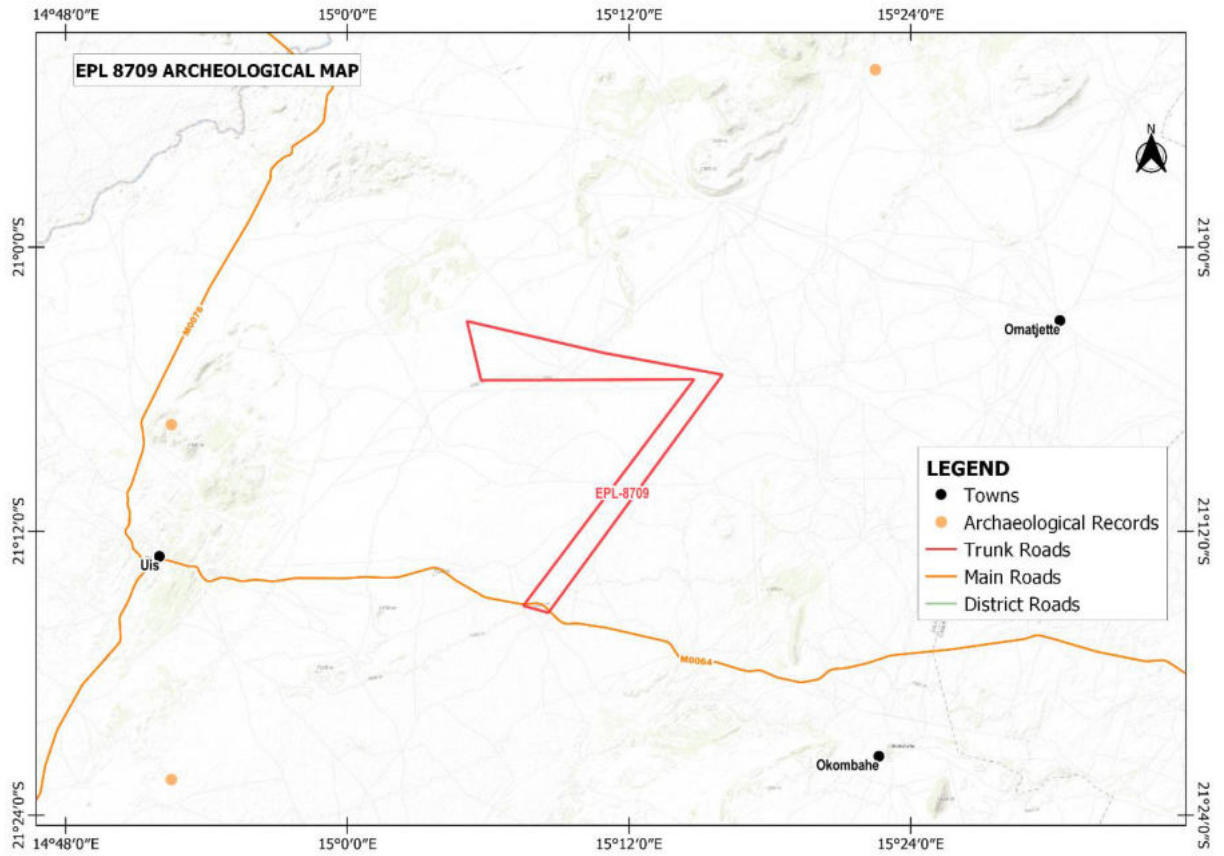 14°48'0"E
15°0'0"E
15°12'0"E
15°24'0"E
EPL 8709 ARCHEOLOGICAL MAP
N
M0076
21°0'0"S
21°0'0"S
Omatjette
LEGEND
Towns
Archaeological Records
Trunk Roads
Main Roads
District Roads
EPL-8709
21°12'0"S
21°12'0"S
Uis
M0064
Okombahe
21°24'0"S
21°24'0"S
14°48'0"E
15°0'0"E
15°12'0"E
15°24'0"E